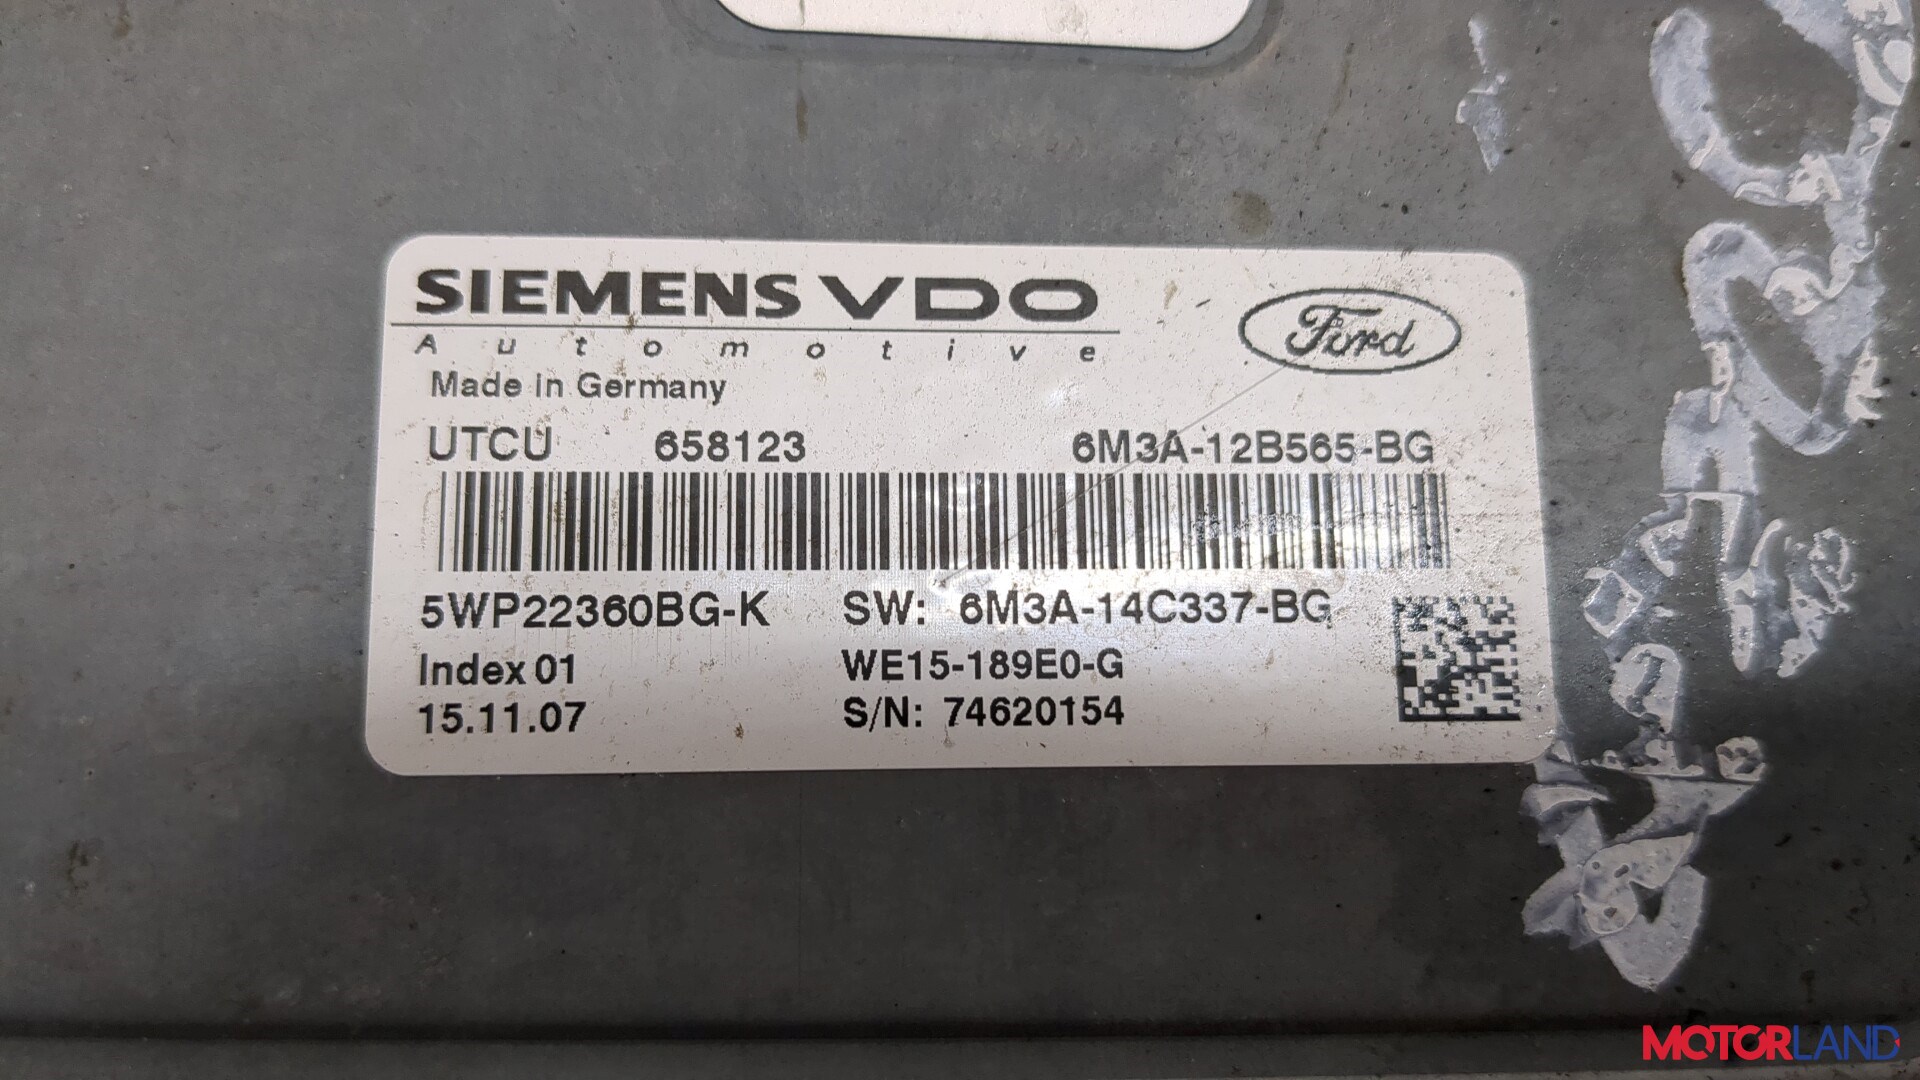 SIEMENS VDO
Automotive
Ford
Made in Germany
UTCU 658123 6M3A-12B565-BG
5WP22360BG-K SW: 6M3A-14C337-BG
Index 01 WE15-189E0-G
15.11.07 S/N: 74620154
MOTORLAND